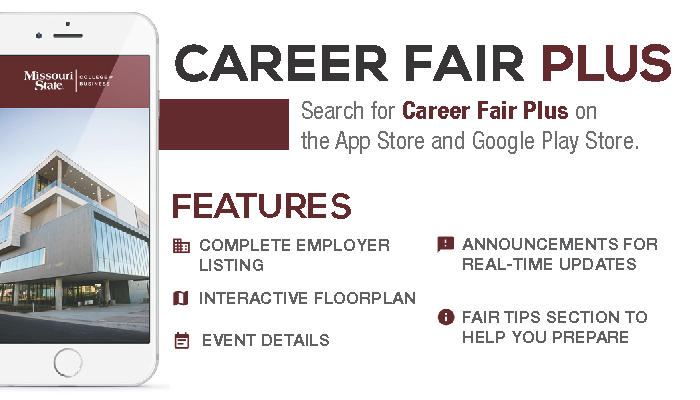 Missouri
State
COLLEGE OF
BUSINESS
CAREER FAIR PLUS
Search for Career Fair Plus on
the App Store and Google Play Store.
FEATURES
COMPLETE EMPLOYER
LISTING
INTERACTIVE FLOORPLAN
EVENT DETAILS
ANNOUNCEMENTS FOR
REAL-TIME UPDATES
FAIR TIPS SECTION TO
HELP YOU PREPARE